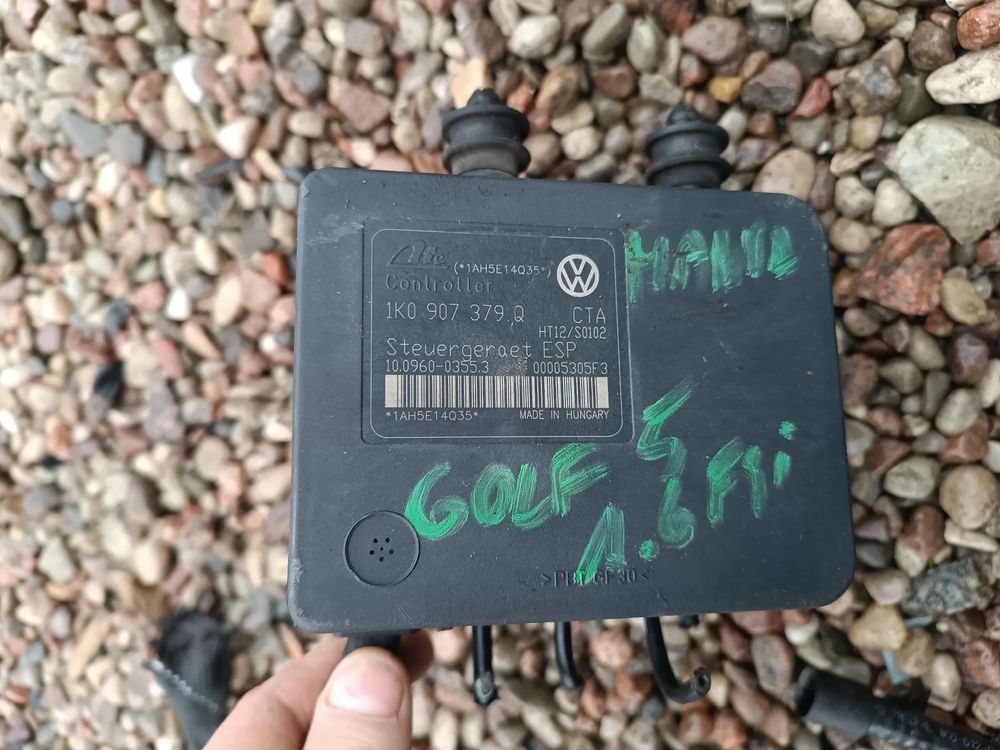 Ate (*1AH5E14Q35*)
Controller
1K0 907 379 Q CTA
HT12/S0102
Steuergeraet ESP
10.0960-0355.3 00005305F3
*1AH5E14Q35* MADE IN HUNGARY
GOLF 5
1.6 FSi
>PBT GF30<